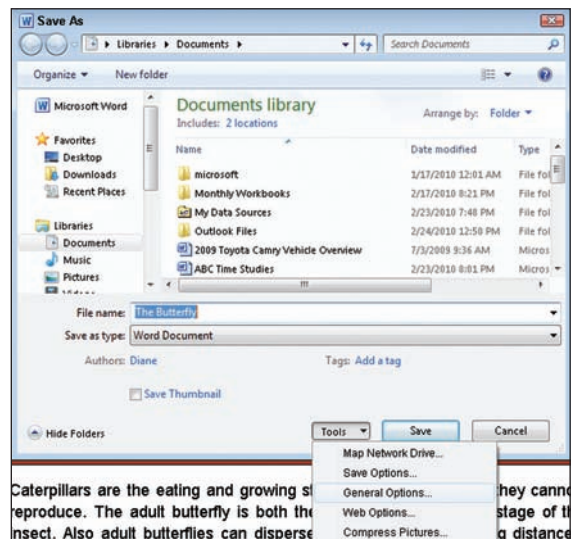 Save As
Libraries ▸ Documents ▸
Search Documents
Organize
New folder
Microsoft Word
Favorites
Desktop
Downloads
Recent Places
Libraries
Documents
Music
Pictures
Documents library
Includes: 2 locations
Arrange by: Folder
Name Date modified Type
microsoft 1/17/2010 12:01 AM File fol
Monthly Workbooks 2/17/2010 8:21 PM File fol
My Data Sources 2/23/2010 7:48 PM File fol
Outlook Files 2/24/2010 12:50 PM File fol
2009 Toyota Camry Vehicle Overview 7/3/2009 9:36 AM Micros
ABC Time Studies 2/23/2010 8:01 PM Micros
File name: The Butterfly
Save as type: Word Document
Authors: Diane Tags: Add a tag
Save Thumbnail
Hide Folders Tools Save Cancel
Map Network Drive...
Save Options...
General Options...
Web Options...
Compress Pictures...
Caterpillars are the eating and growing st hey canno
reproduce. The adult butterfly is both the stage of th
insect. Also adult butterflies can disperse g distance